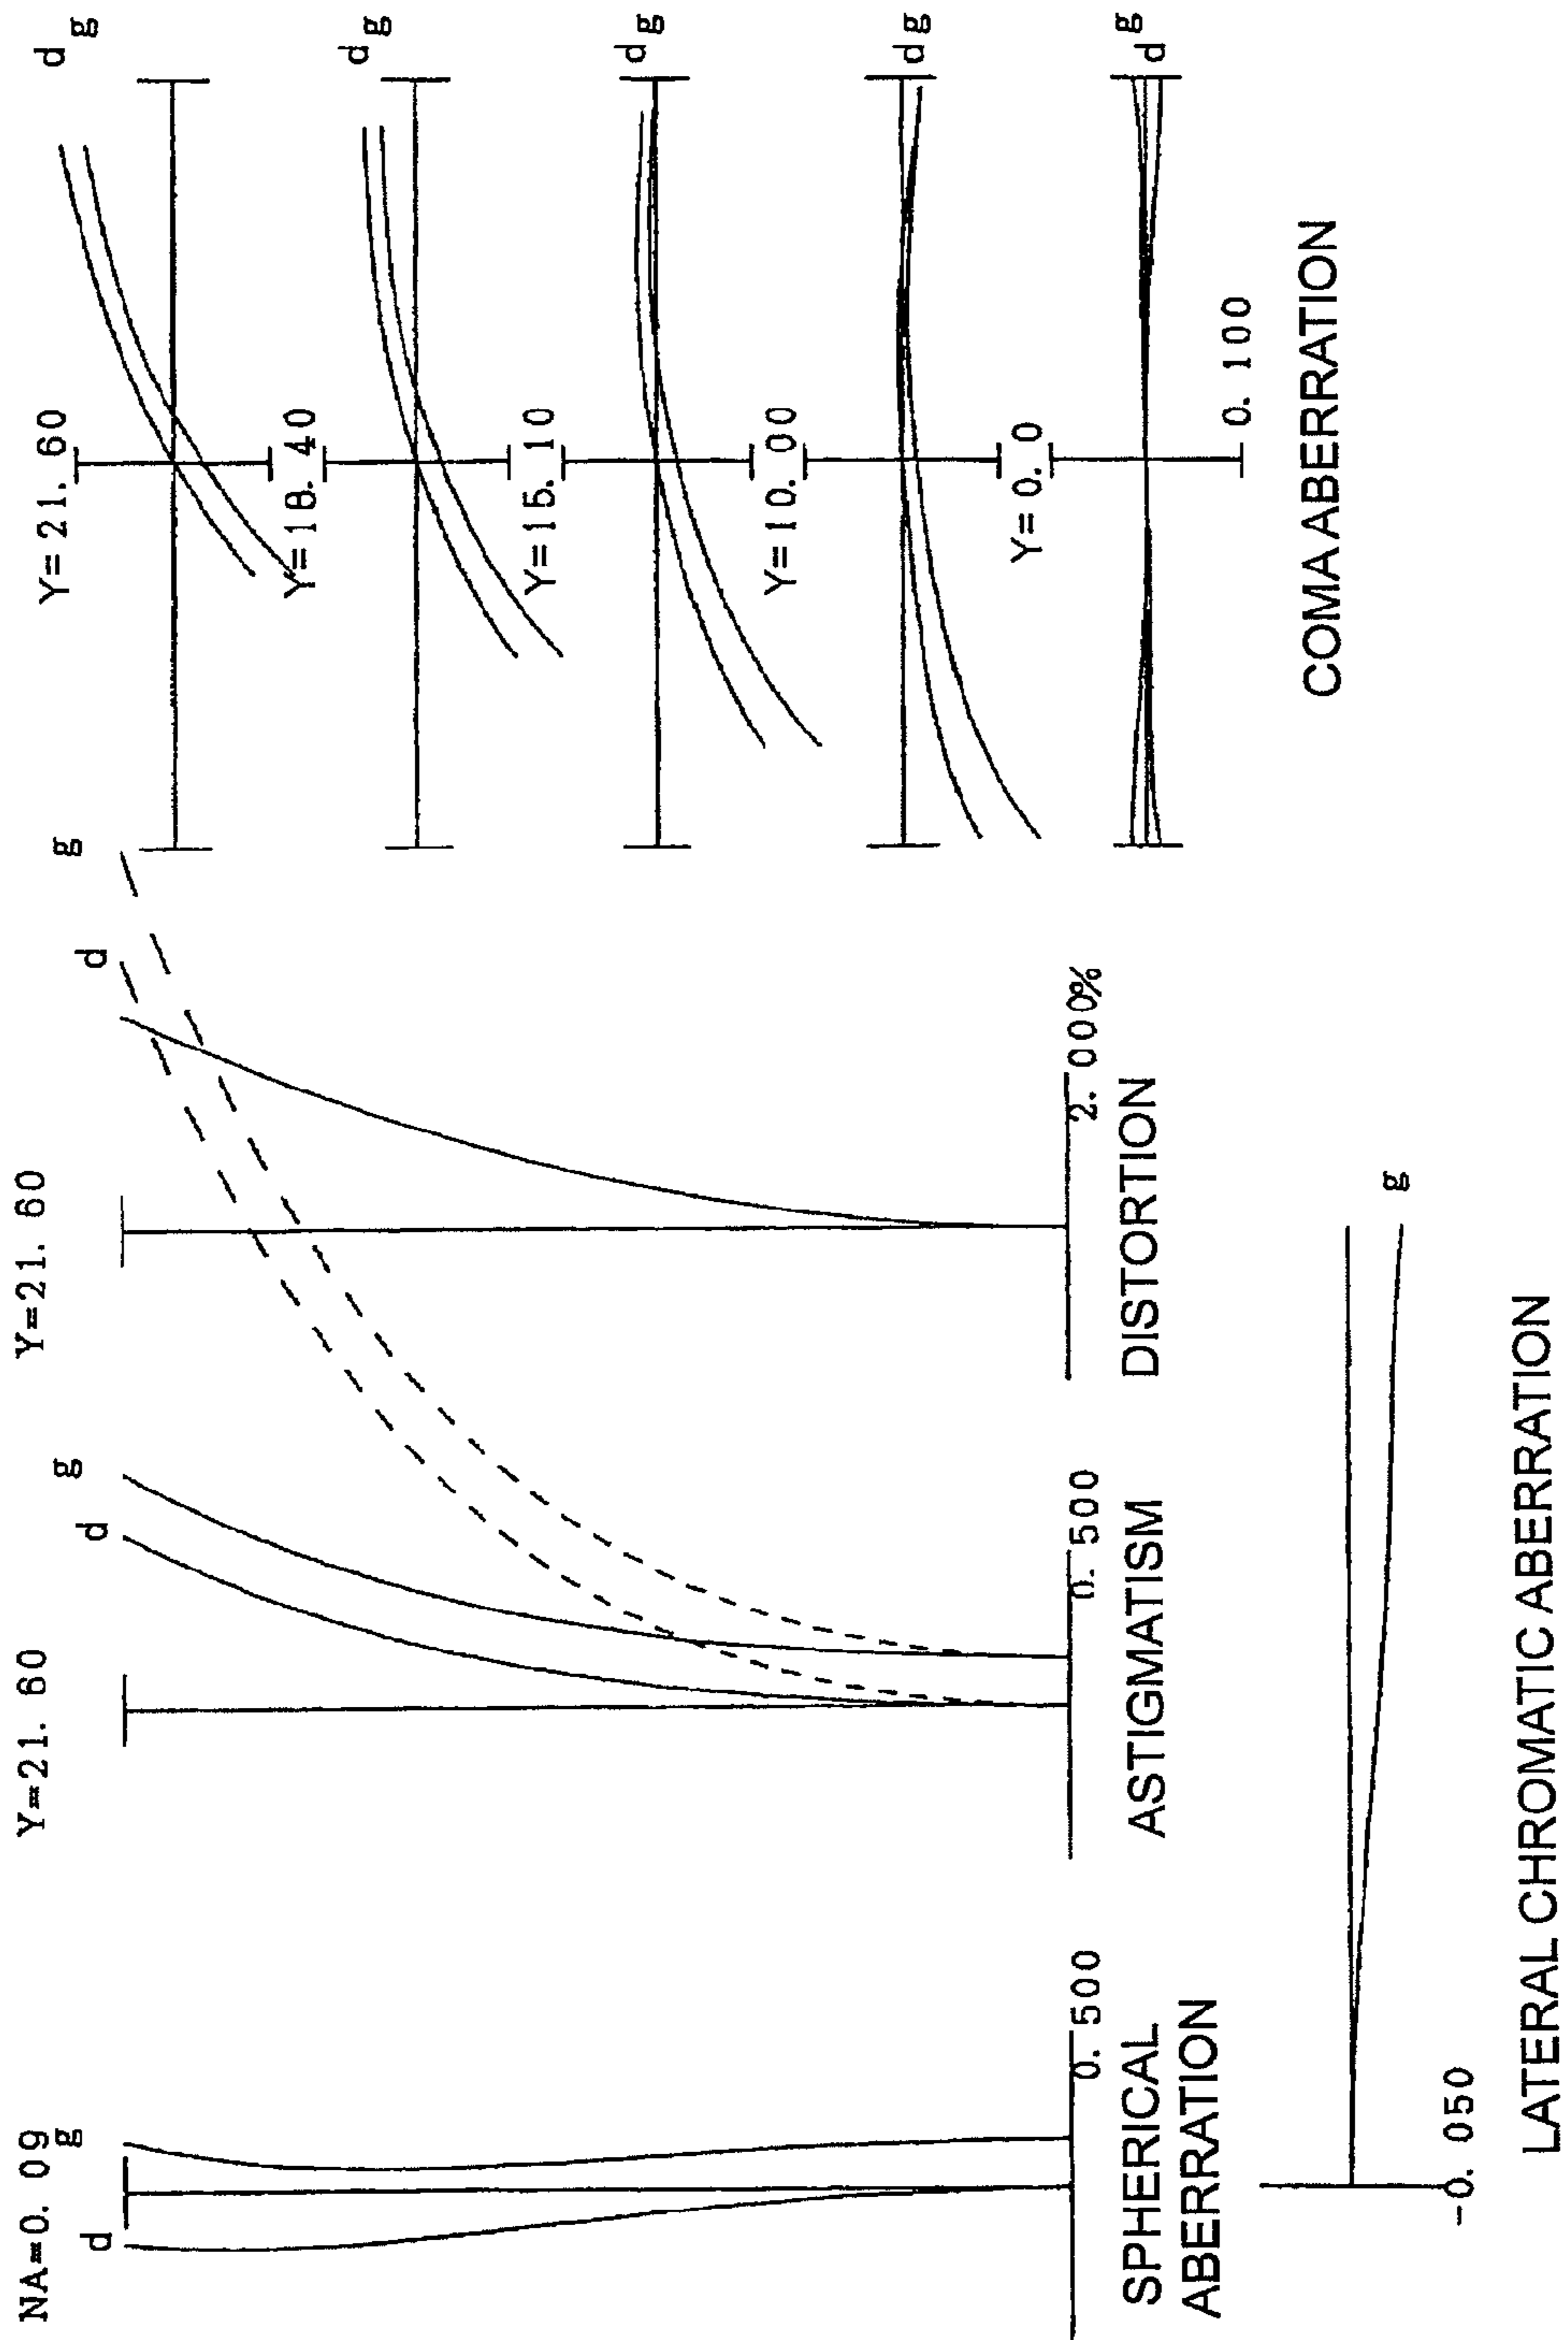 NA=0.09
d
g
0.500
SPHERICAL
ABERRATION
Y=21.60
d
g
0.500
ASTIGMATISM
Y=21.60
d
g
2.000%
DISTORTION
Y=21.60
d
g
Y=18.40
d
g
Y=15.10
d
g
Y=10.00
d
g
Y=0.0
g
d
0.100
COMA ABERRATION
g
-0.050
LATERAL CHROMATIC ABERRATION